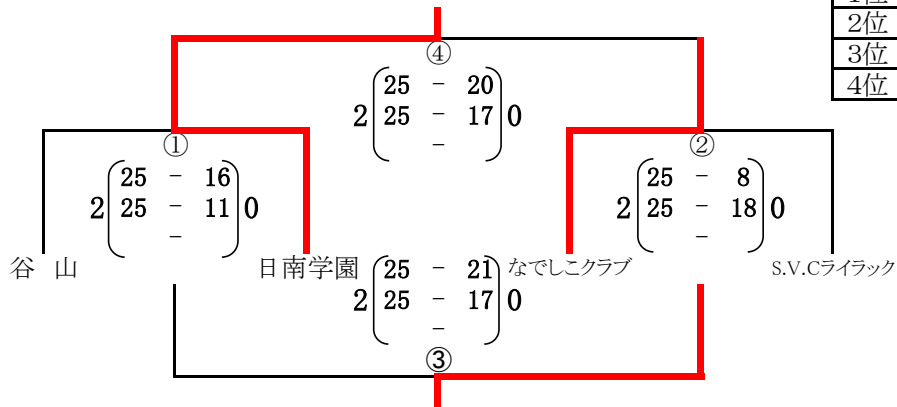 1位
2位
3位
4位
④
25 － 20
2 25 － 17 0
－
①
25 － 16
2 25 － 11 0
－
②
25 － 8
2 25 － 18 0
－
谷 山
日南学園
なでしこクラブ
S.V.Cライラック
25 － 21
2 25 － 17 0
－
③